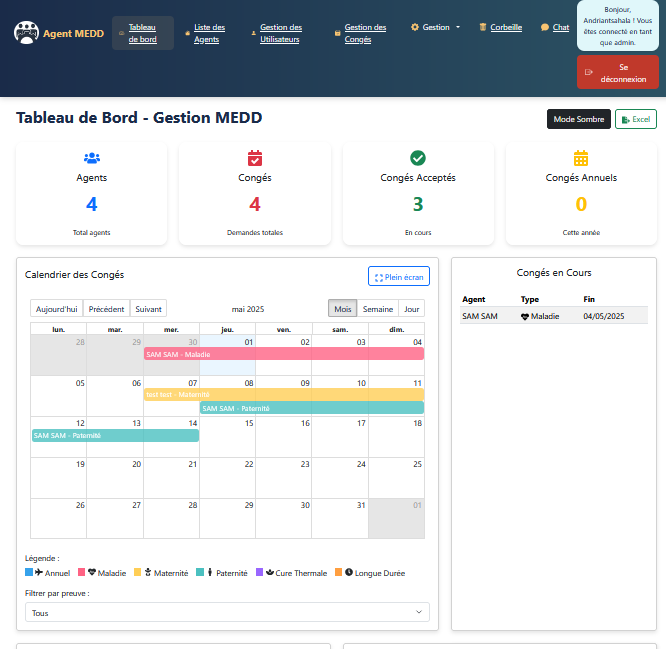 Agent MEDD
Tableau
de bord
Liste des
Agents
Gestion des
Utilisateurs
Gestion des
Congés
Gestion
Corbeille
Chat
Bonjour,
Andriantsahala ! Vous
êtes connecté en tant
que admin.
Se
déconnexion
Tableau de Bord - Gestion MEDD
Mode Sombre
Excel
Agents
4
Total agents
Congés
4
Demandes totales
Congés Acceptés
3
En cours
Congés Annuels
0
Cette année
Calendrier des Congés
Plein écran
Aujourd'hui Précédent Suivant
mai 2025
Mois Semaine Jour
lun. mar. mer. jeu. ven. sam. dim.
28 29 30 01 02 03 04
SAM SAM - Maladie
05 06 07 08 09 10 11
test test - Maternité
SAM SAM - Paternité
12 13 14 15 16 17 18
SAM SAM - Paternité
19 20 21 22 23 24 25
26 27 28 29 30 31 01
Légende :
Annuel Maladie Maternité Paternité Cure Thermale Longue Durée
Filtrer par preuve :
Tous
Congés en Cours
Agent Type Fin
SAM SAM Maladie 04/05/2025